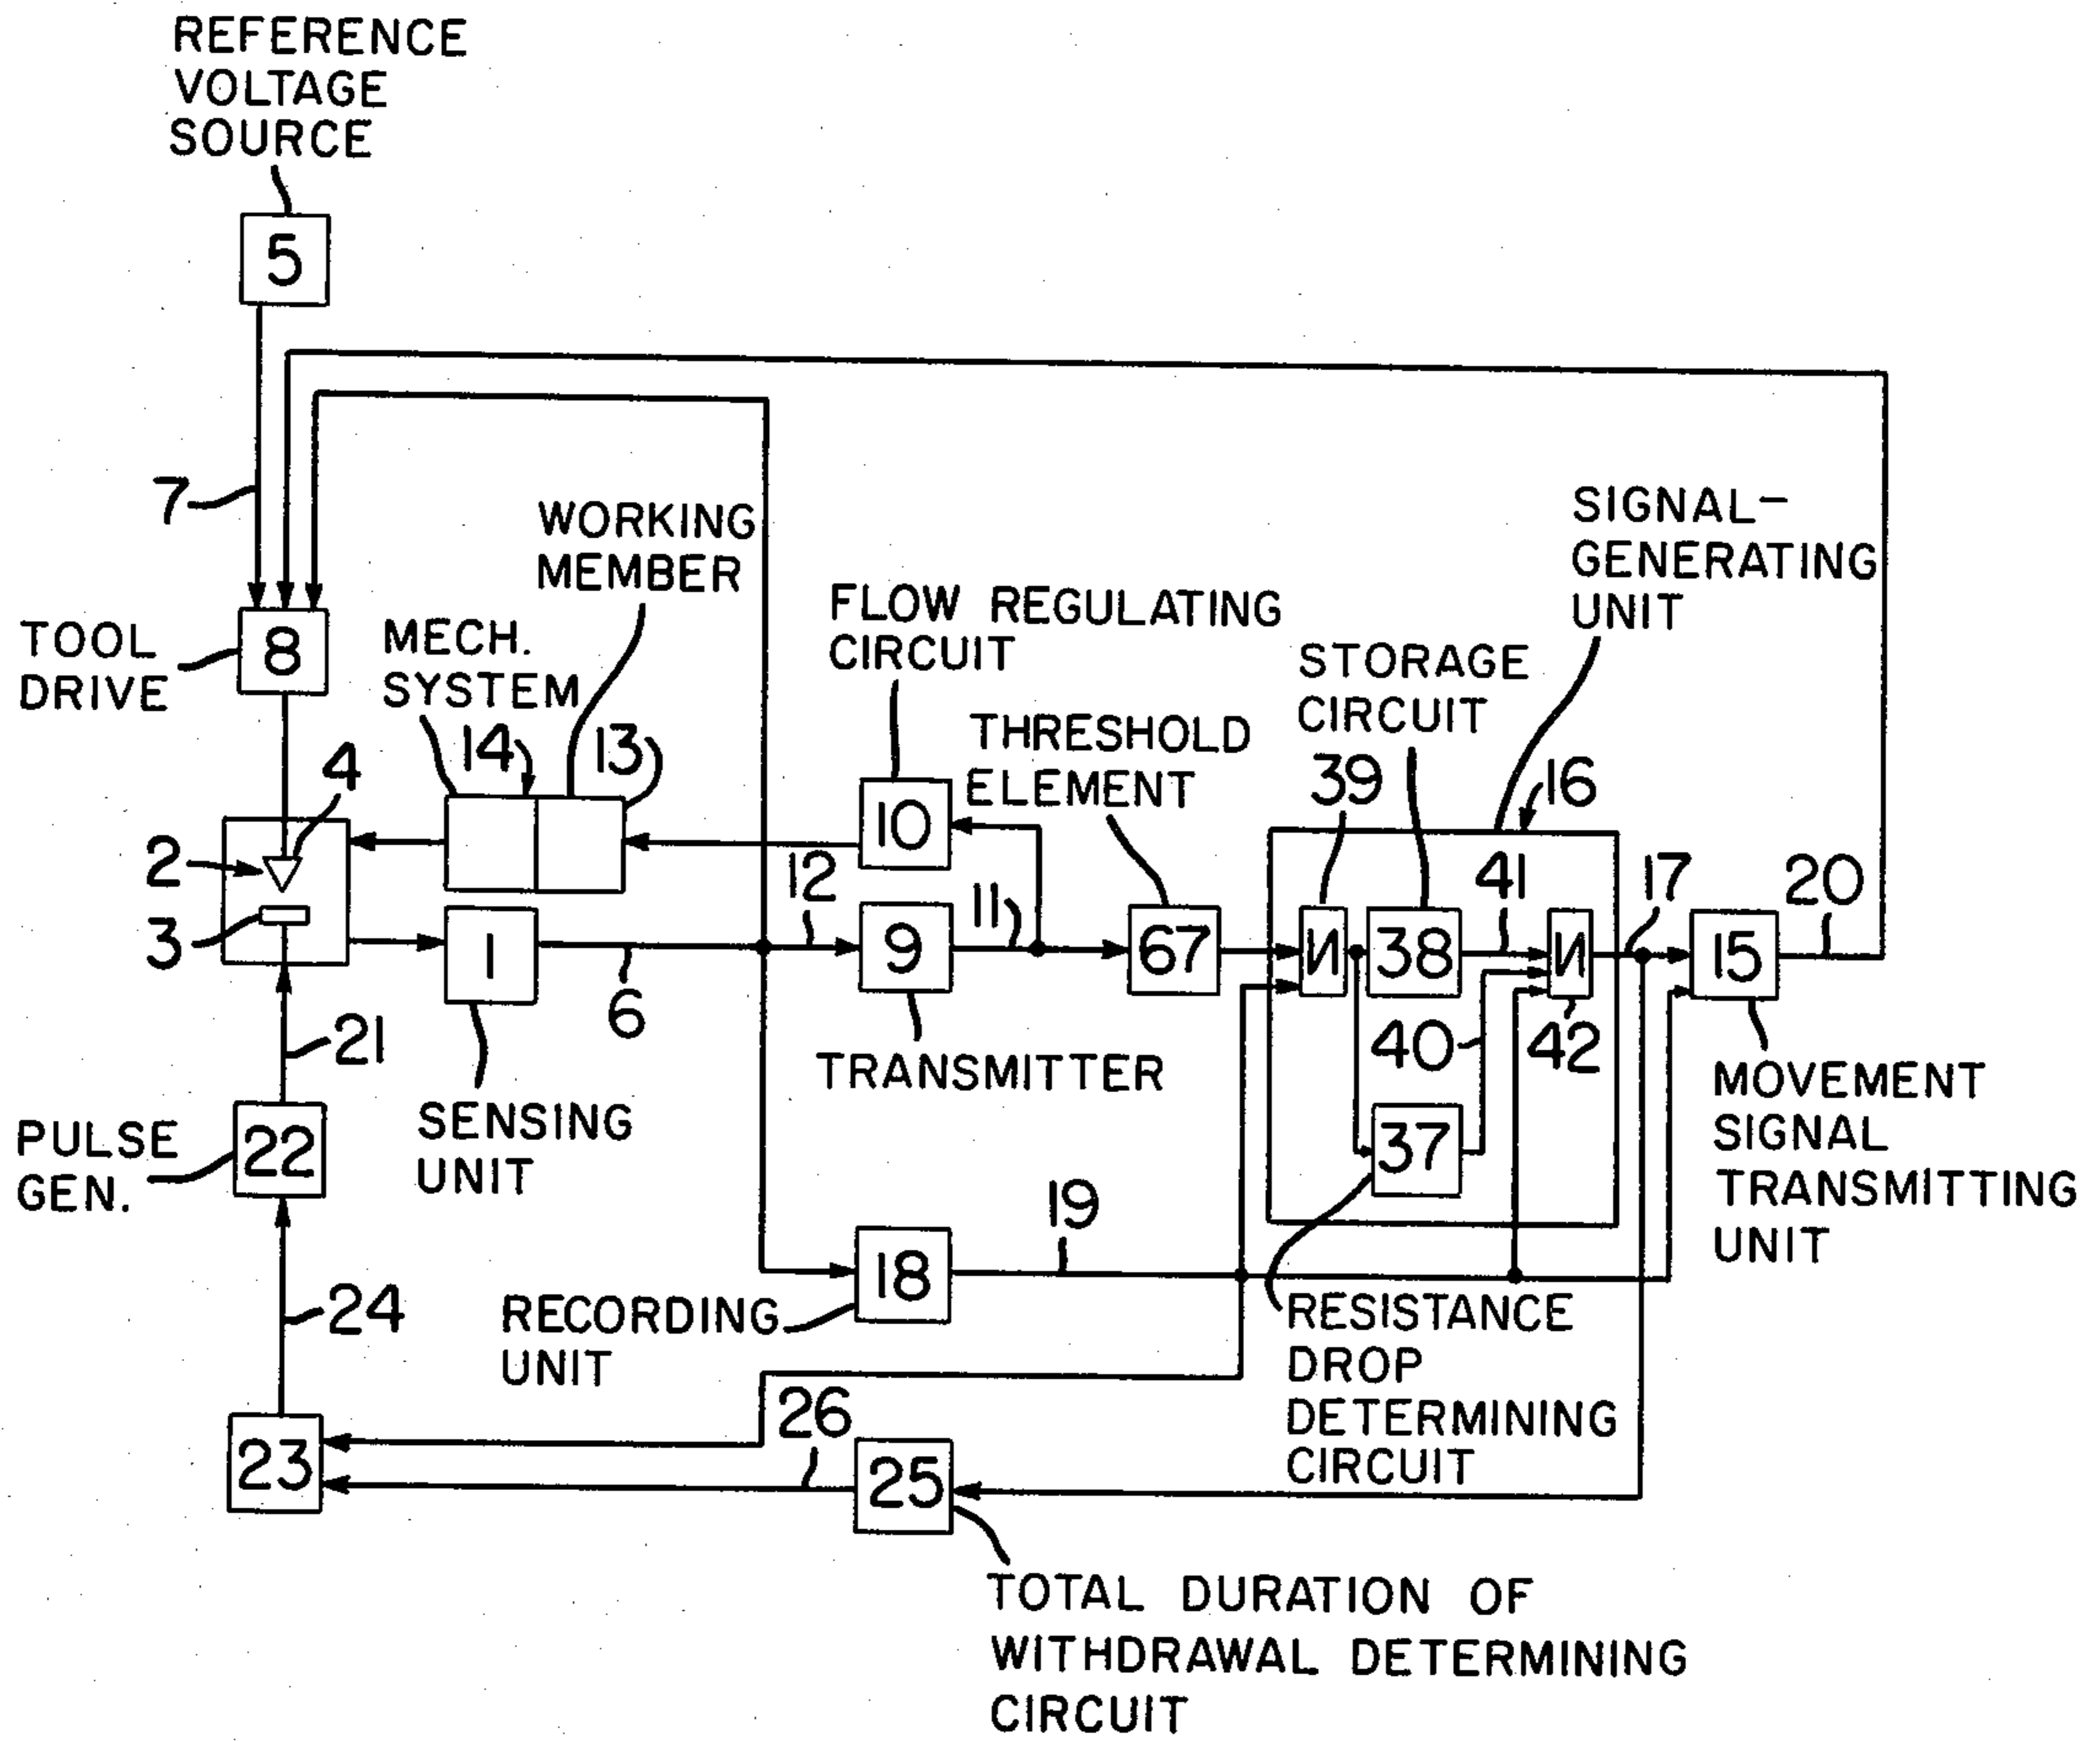 REFERENCE
VOLTAGE
SOURCE
5
7
WORKING
MEMBER
SIGNAL-
GENERATING
UNIT
FLOW REGULATING
CIRCUIT
TOOL
DRIVE
8
MECH.
SYSTEM
STORAGE
CIRCUIT
THRESHOLD
ELEMENT
14
13
39
16
4
10
2
12
11
41
17
20
3
1
9
67
И
38
И
15
6
21
40
42
TRANSMITTER
MOVEMENT
SIGNAL
TRANSMITTING
UNIT
SENSING
UNIT
PULSE
GEN.
22
37
19
18
24
RECORDING
UNIT
RESISTANCE
DROP
DETERMINING
CIRCUIT
26
23
25
TOTAL DURATION OF
WITHDRAWAL DETERMINING
CIRCUIT